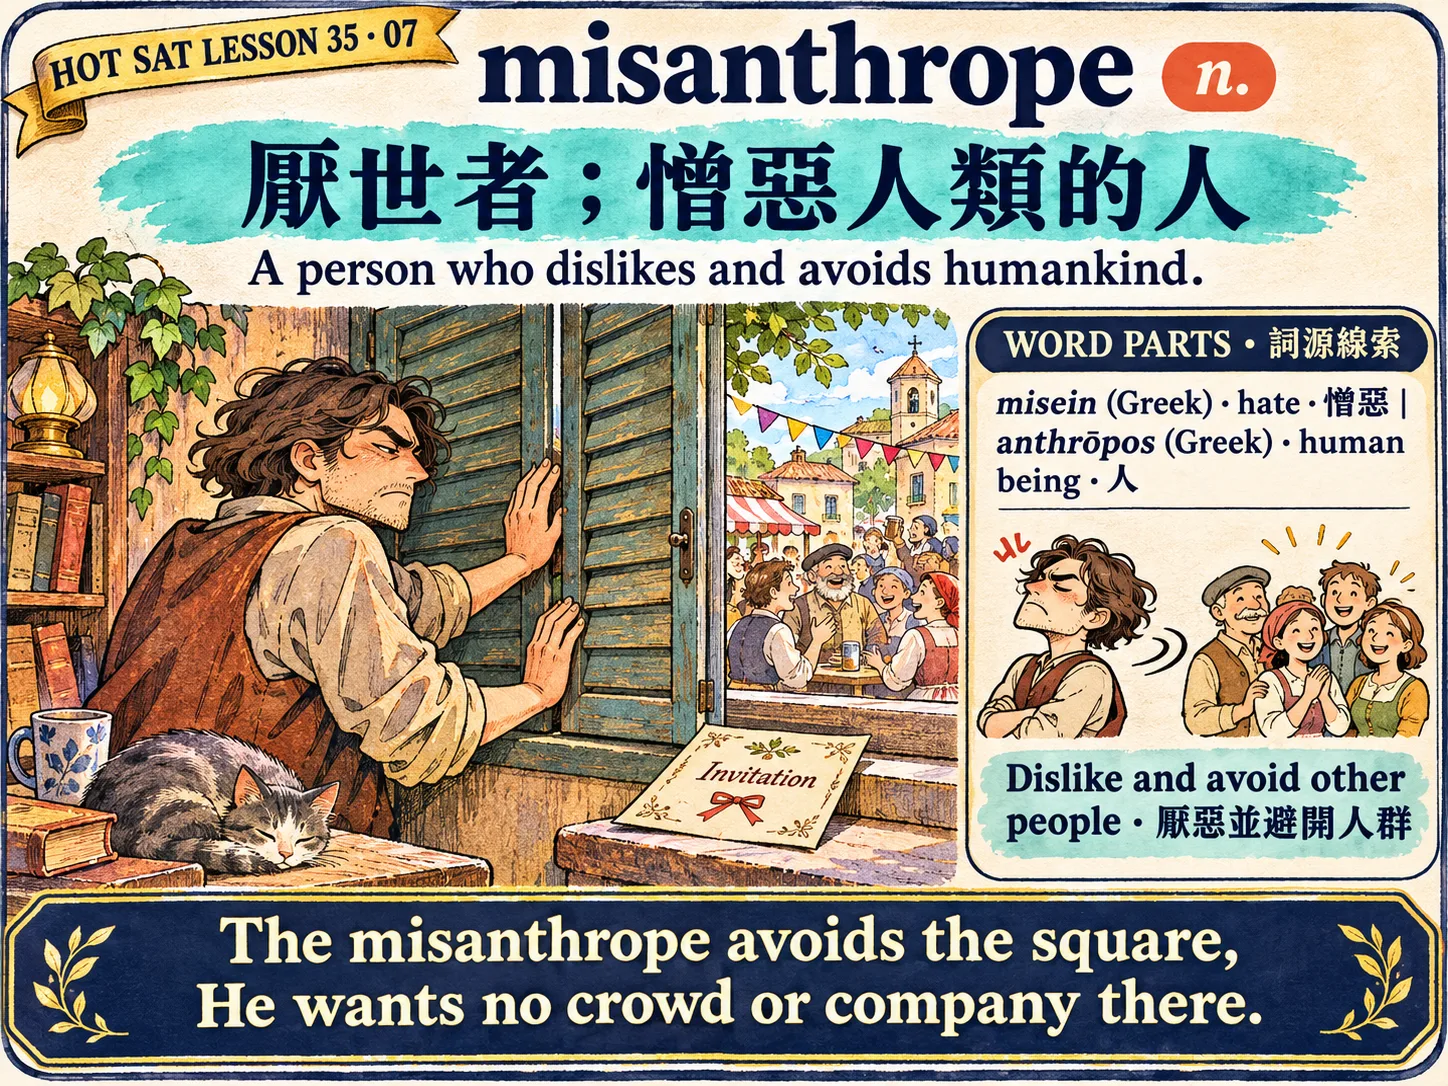 HOT SAT LESSON 35 · 07
misanthrope n.
厭世者；憎惡人類的人
A person who dislikes and avoids humankind.
WORD PARTS · 詞源線索
misein (Greek) · hate · 憎惡 |
anthrōpos (Greek) · human
being · 人
Invitation
Dislike and avoid other
people · 厭惡並避開人群
The misanthrope avoids the square,
He wants no crowd or company there.